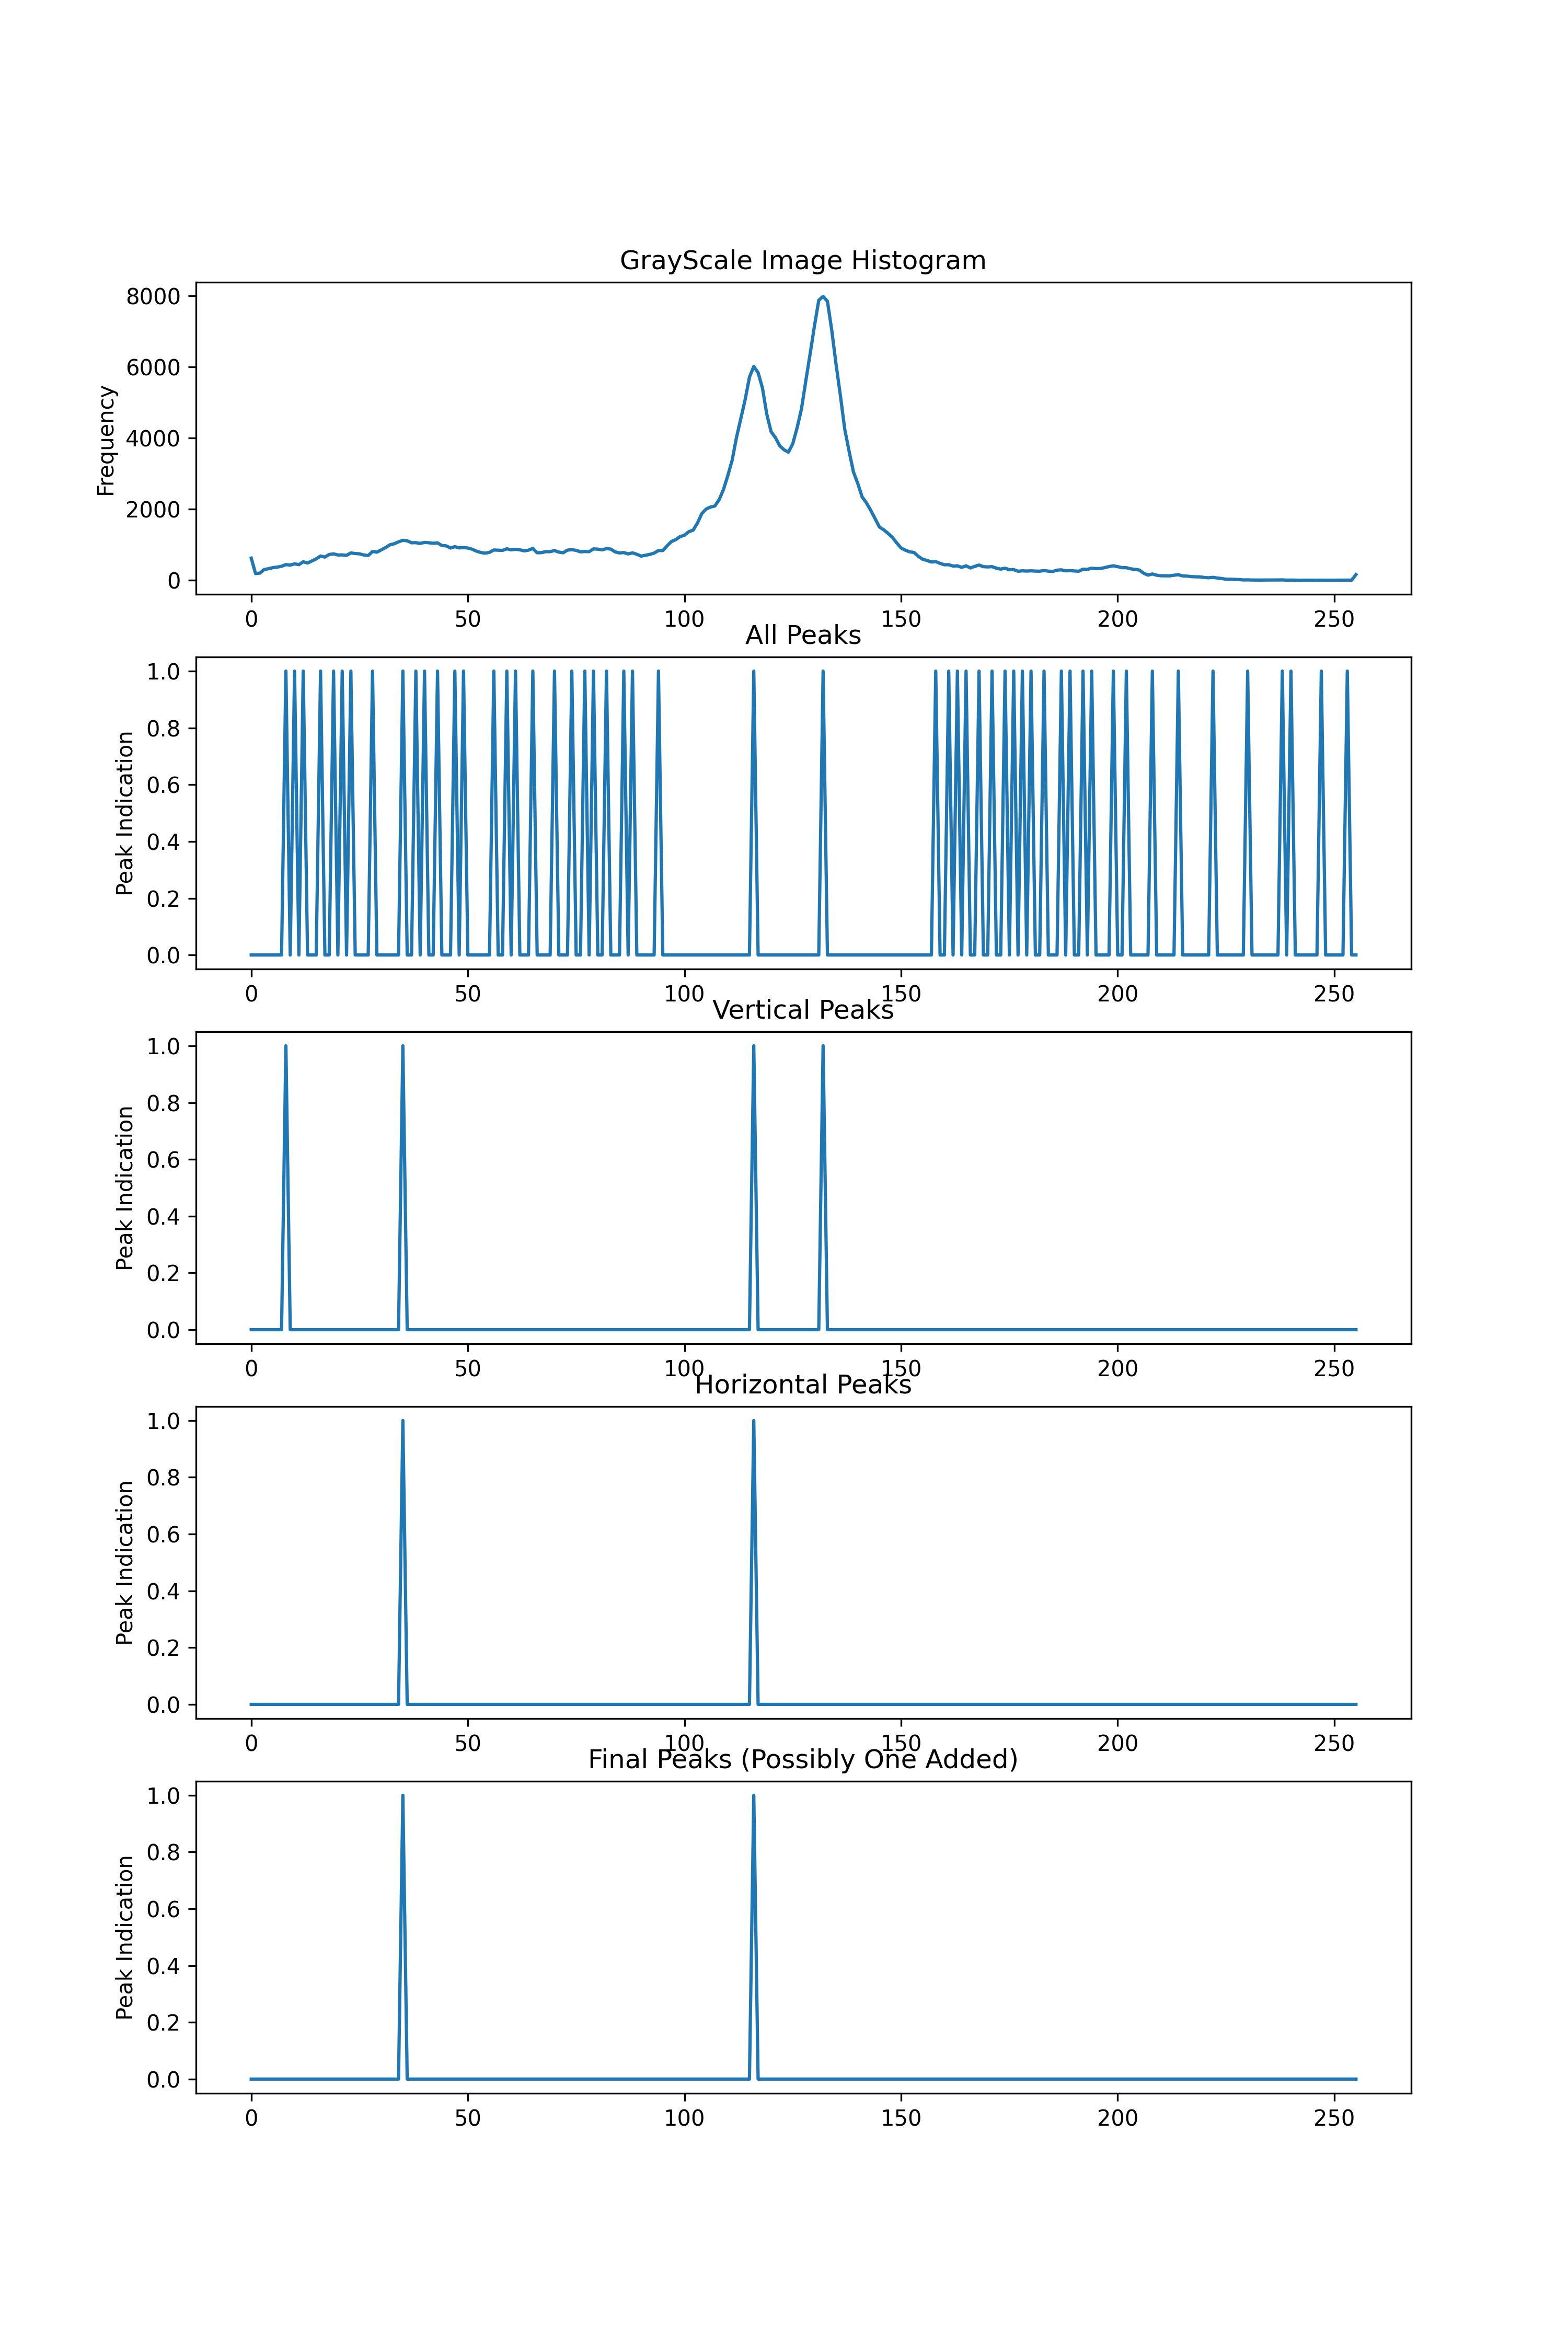 GrayScale Image Histogram
8000
6000
4000
2000
0
Frequency
0 50 100 150 200 250
All Peaks
1.0
0.8
0.6
0.4
0.2
0.0
Peak Indication
0 50 100 150 200 250
Vertical Peaks
1.0
0.8
0.6
0.4
0.2
0.0
Peak Indication
0 50 100 150 200 250
Horizontal Peaks
1.0
0.8
0.6
0.4
0.2
0.0
Peak Indication
0 50 100 150 200 250
Final Peaks (Possibly One Added)
1.0
0.8
0.6
0.4
0.2
0.0
Peak Indication
0 50 100 150 200 250